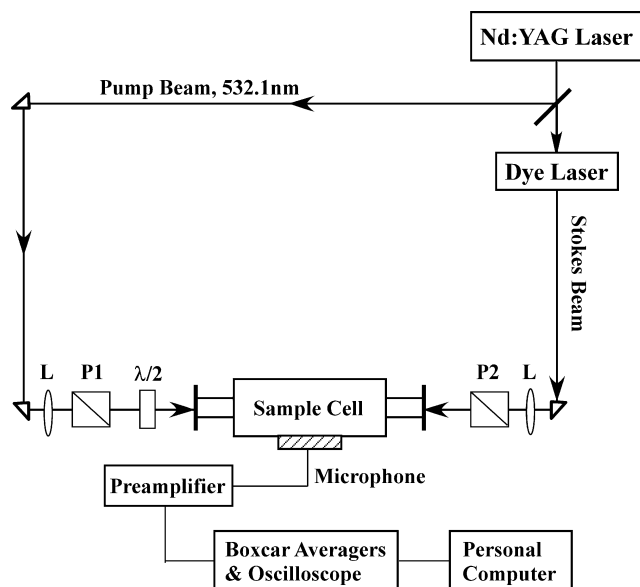 Nd:YAG Laser
Pump Beam, 532.1nm
Dye Laser
Stokes Beam
L
P1
λ/2
P2
L
Sample Cell
Microphone
Preamplifier
Boxcar Averagers
& Oscilloscope
Personal
Computer